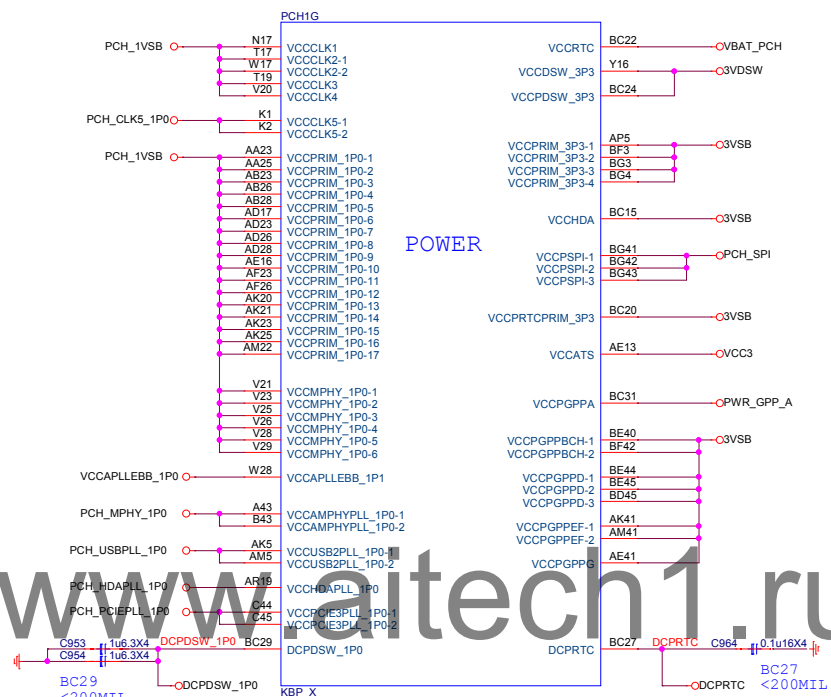 PCH1G
PCH_1VSB N17 VCCCLK1 VCCRTC BC22 VBAT_PCH
T17 VCCCLK2-1
W17 VCCCLK2-2 VCCDSW_3P3 Y16 3VDSW
T19 VCCCLK3
V20 VCCCLK4 VCCPDSW_3P3 BC24
PCH_CLK5_1P0 K1 VCCCLK5-1
K2 VCCCLK5-2
VCCPRIM_3P3-1 AP5 3VSB
PCH_1VSB AA23 VCCPRIM_1P0-1 VCCPRIM_3P3-2 BF3
AA25 VCCPRIM_1P0-2 VCCPRIM_3P3-3 BG3
AB23 VCCPRIM_1P0-3 VCCPRIM_3P3-4 BG4
AB26 VCCPRIM_1P0-4
AB28 VCCPRIM_1P0-5
AD17 VCCPRIM_1P0-6 VCCHDA BC15 3VSB
AD23 VCCPRIM_1P0-7
AD26 VCCPRIM_1P0-8
POWER
AD28 VCCPRIM_1P0-9 VCCPSPI-1 BG41 PCH_SPI
AE16 VCCPRIM_1P0-10 VCCPSPI-2 BG42
AF23 VCCPRIM_1P0-11 VCCPSPI-3 BG43
AF26 VCCPRIM_1P0-12
AK20 VCCPRIM_1P0-13
AK21 VCCPRIM_1P0-14 VCCPRTCPRIM_3P3 BC20 3VSB
AK23 VCCPRIM_1P0-15
AK25 VCCPRIM_1P0-16
AM22 VCCPRIM_1P0-17 VCCATS AE13 VCC3
V21 VCCMPHY_1P0-1
V23 VCCMPHY_1P0-2 VCCPGPPA BC31 PWR_GPP_A
V25 VCCMPHY_1P0-3
V26 VCCMPHY_1P0-4
V28 VCCMPHY_1P0-5 VCCPGPPBCH-1 BE40 3VSB
V29 VCCMPHY_1P0-6 VCCPGPPBCH-2 BF42
VCCAPLLEBB_1P0 W28 VCCAPLLEBB_1P1 VCCPGPPD-1 BE44
VCCPGPPD-2 BE45
VCCPGPPD-3 BD45
PCH_MPHY_1P0 A43 VCCAMPHYPLL_1P0-1
B43 VCCAMPHYPLL_1P0-2 VCCPGPPEF-1 AK41
VCCPGPPEF-2 AM41
PCH_USBPLL_1P0 AK5 VCCUSB2PLL_1P0-1
AM5 VCCUSB2PLL_1P0-2 VCCPGPPG AE41
www.aitech1.ru
PCH_HDAPLL_1P0 AR19 VCCHDAPLL_1P0
PCH_PCIEPLL_1P0 C44 VCCPCIE3PLL_1P0-1
C45 VCCPCIE3PLL_1P0-2
C953 1u6.3X4 DCPDSW_1P0 BC29 DCPDSW_1P0 DCPRTC BC27 DCPRTC C964 0.1u16X4
C954 1u6.3X4
BC29 DCPDSW_1P0 DCPRTC BC27
<200MIL KBP_X <200MIL